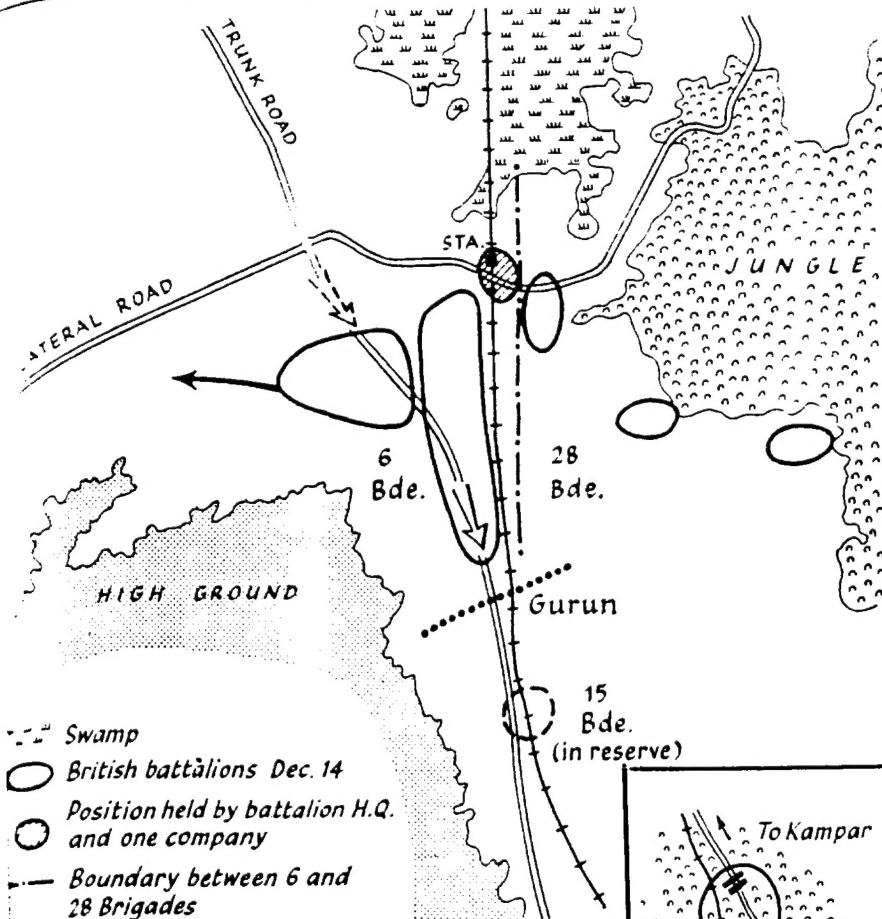 TRUNK ROAD
STA.
JUNGLE
ATERAL ROAD
6
Bde.
28
Bde.
HIGH GROUND
Gurun
15
Bde.
(in reserve)
Swamp
British battalions Dec. 14
Position held by battalion H.Q.
and one company
Boundary between 6 and
28 Brigades
To Kampar